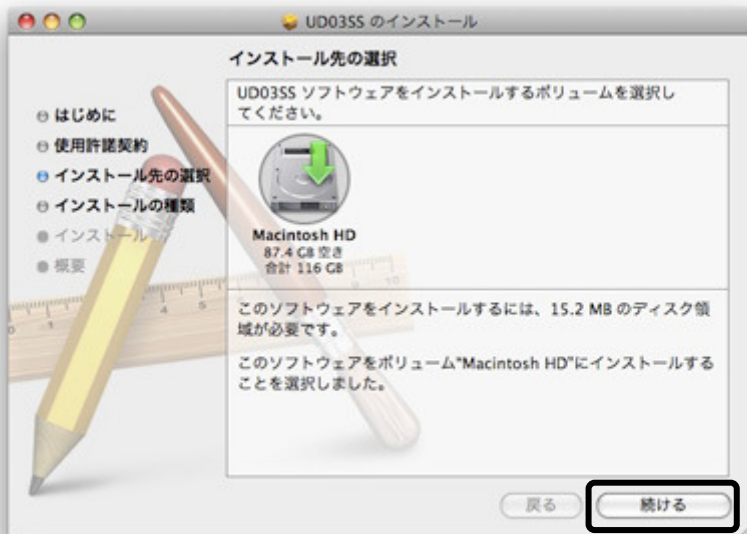 UD03SS のインストール
インストール先の選択
はじめに
使用許諾契約
インストール先の選択
インストールの種類
インストール
概要
UD03SS ソフトウェアをインストールするボリュームを選択し
てください。
Macintosh HD
87.4 GB 空き
合計 116 GB
このソフトウェアをインストールするには、15.2 MB のディスク領
域が必要です。
このソフトウェアをボリューム"Macintosh HD"にインストールする
ことを選択しました。
戻る
続ける